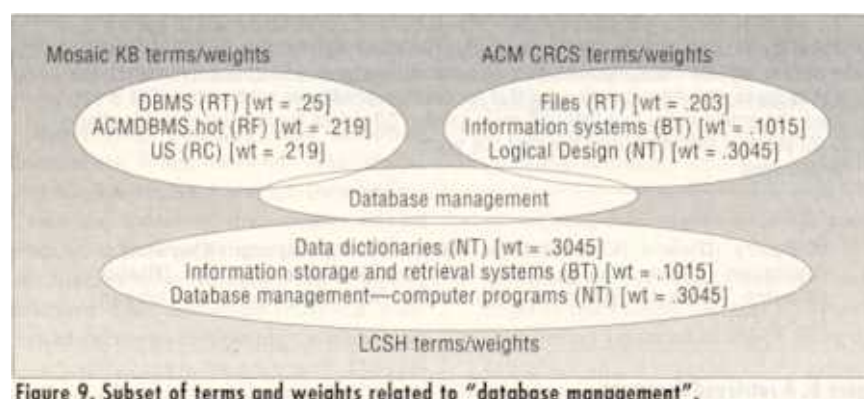 Mosaic KB terms/weights
DBMS (RT) [wt = .25]
ACMDBMS.hot (RF) [wt = .219]
US (RC) [wt = .219]
ACM CRCS terms/weights
Files (RT) [wt = .203]
Information systems (BT) [wt = .1015]
Logical Design (NT) [wt = .3045]
Database management
Data dictionaries (NT) [wt = .3045]
Information storage and retrieval systems (BT) [wt = .1015]
Database management—computer programs (NT) [wt = .3045]
LCSH terms/weights
Figure 9. Subset of terms and weights related to "database management".